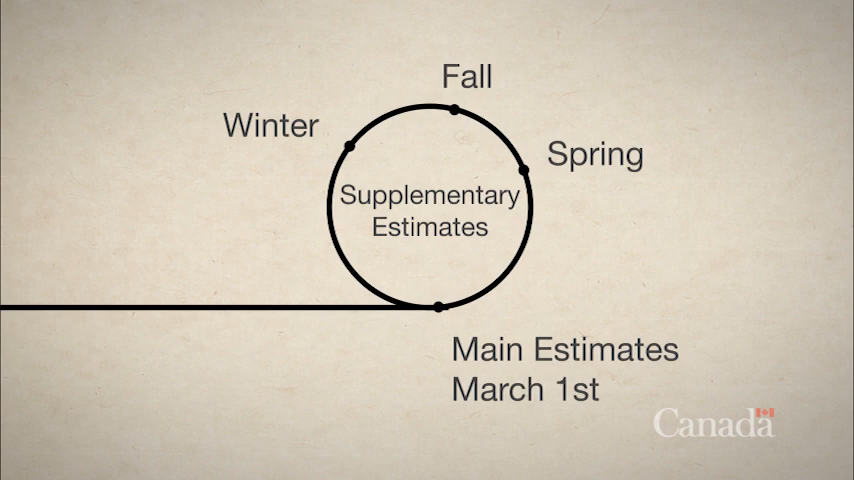 Fall
Winter
Spring
Supplementary
Estimates
Main Estimates
March 1st
Canada